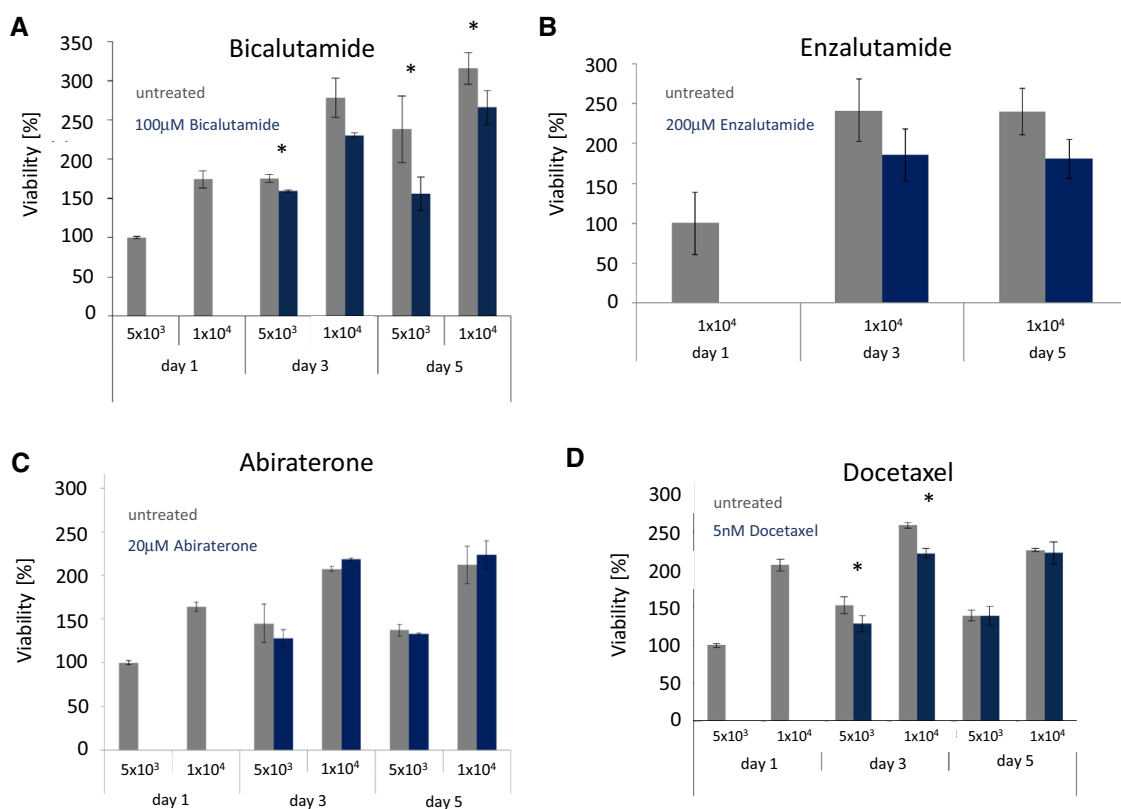 A
Bicalutamide
*
*
*
untreated
100μM Bicalutamide
Viability [%]
350
300
250
200
150
100
50
0
5x10³ 1x10⁴ 5x10³ 1x10⁴ 5x10³ 1x10⁴
day 1 day 3 day 5
B
Enzalutamide
untreated
200μM Enzalutamide
Viability [%]
300
250
200
150
100
50
0
1x10⁴ 1x10⁴ 1x10⁴
day 1 day 3 day 5
C
Abiraterone
untreated
20μM Abiraterone
Viability [%]
300
250
200
150
100
50
0
5x10³ 1x10⁴ 5x10³ 1x10⁴ 5x10³ 1x10⁴
day 1 day 3 day 5
D
Docetaxel
*
*
untreated
5nM Docetaxel
Viability [%]
300
250
200
150
100
50
0
5x10³ 1x10⁴ 5x10³ 1x10⁴ 5x10³ 1x10⁴
day 1 day 3 day 5